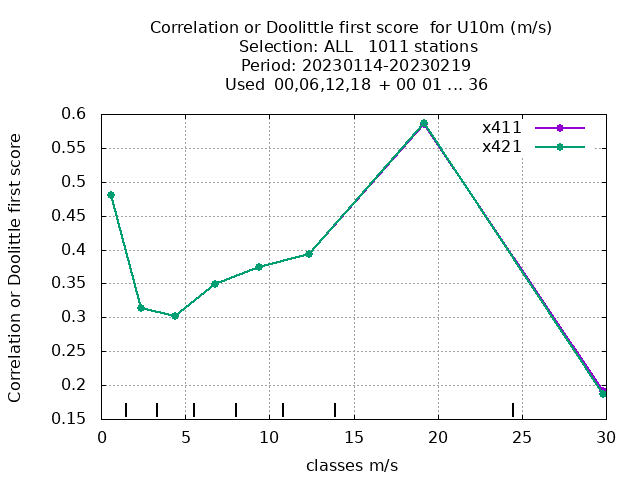 Correlation or Doolittle first score  for U10m (m/s)
Selection: ALL   1011 stations
Period: 20230114-20230219
Used  00,06,12,18  + 00 01 ... 36
x411
x421
Correlation or Doolittle first score
0.6
0.55
0.5
0.45
0.4
0.35
0.3
0.25
0.2
0.15
0 5 10 15 20 25 30
classes m/s